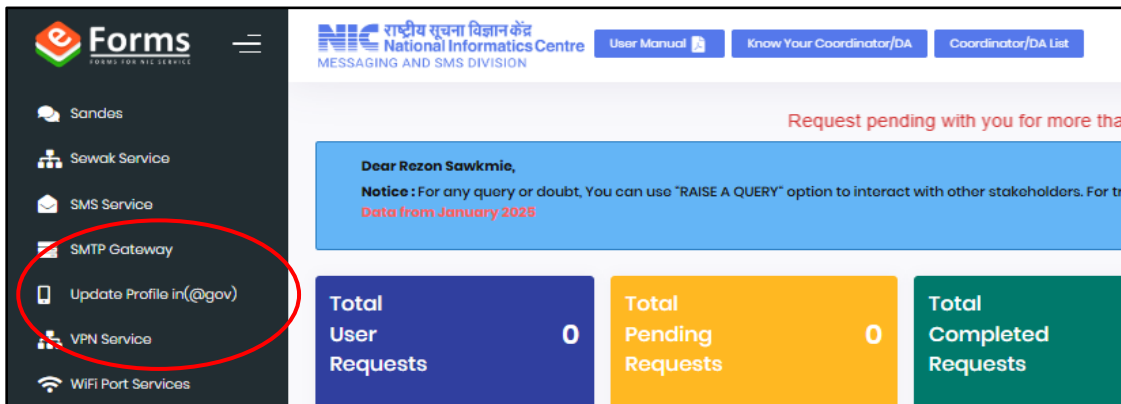 Forms
FORMS FOR NIC SERVICE
Sandes
Sewak Service
SMS Service
SMTP Gateway
Update Profile in(@gov)
VPN Service
WiFi Port Services
NIC राष्ट्रीय सूचना विज्ञान केंद्र
National Informatics Centre
MESSAGING AND SMS DIVISION
User Manual
Know Your Coordinator/DA
Coordinator/DA List
Request pending with you for more tha
Dear Rezon Sawkmie,
Notice : For any query or doubt, You can use "RAISE A QUERY" option to interact with other stakeholders. For tr
Data from January 2025
Total
User
Requests
0
Total
Pending
Requests
0
Total
Completed
Requests